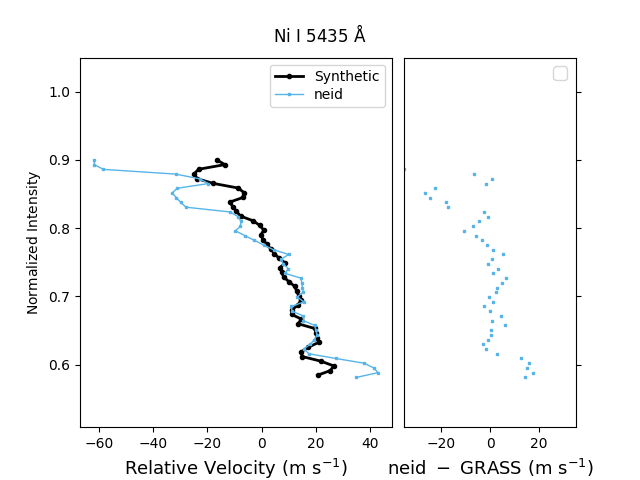 Ni I 5435 Å
Synthetic
neid
Normalized Intensity
1.0
0.9
0.8
0.7
0.6
−60 −40 −20 0 20 40
−20 0 20
Relative Velocity (m s⁻¹)
neid − GRASS (m s⁻¹)